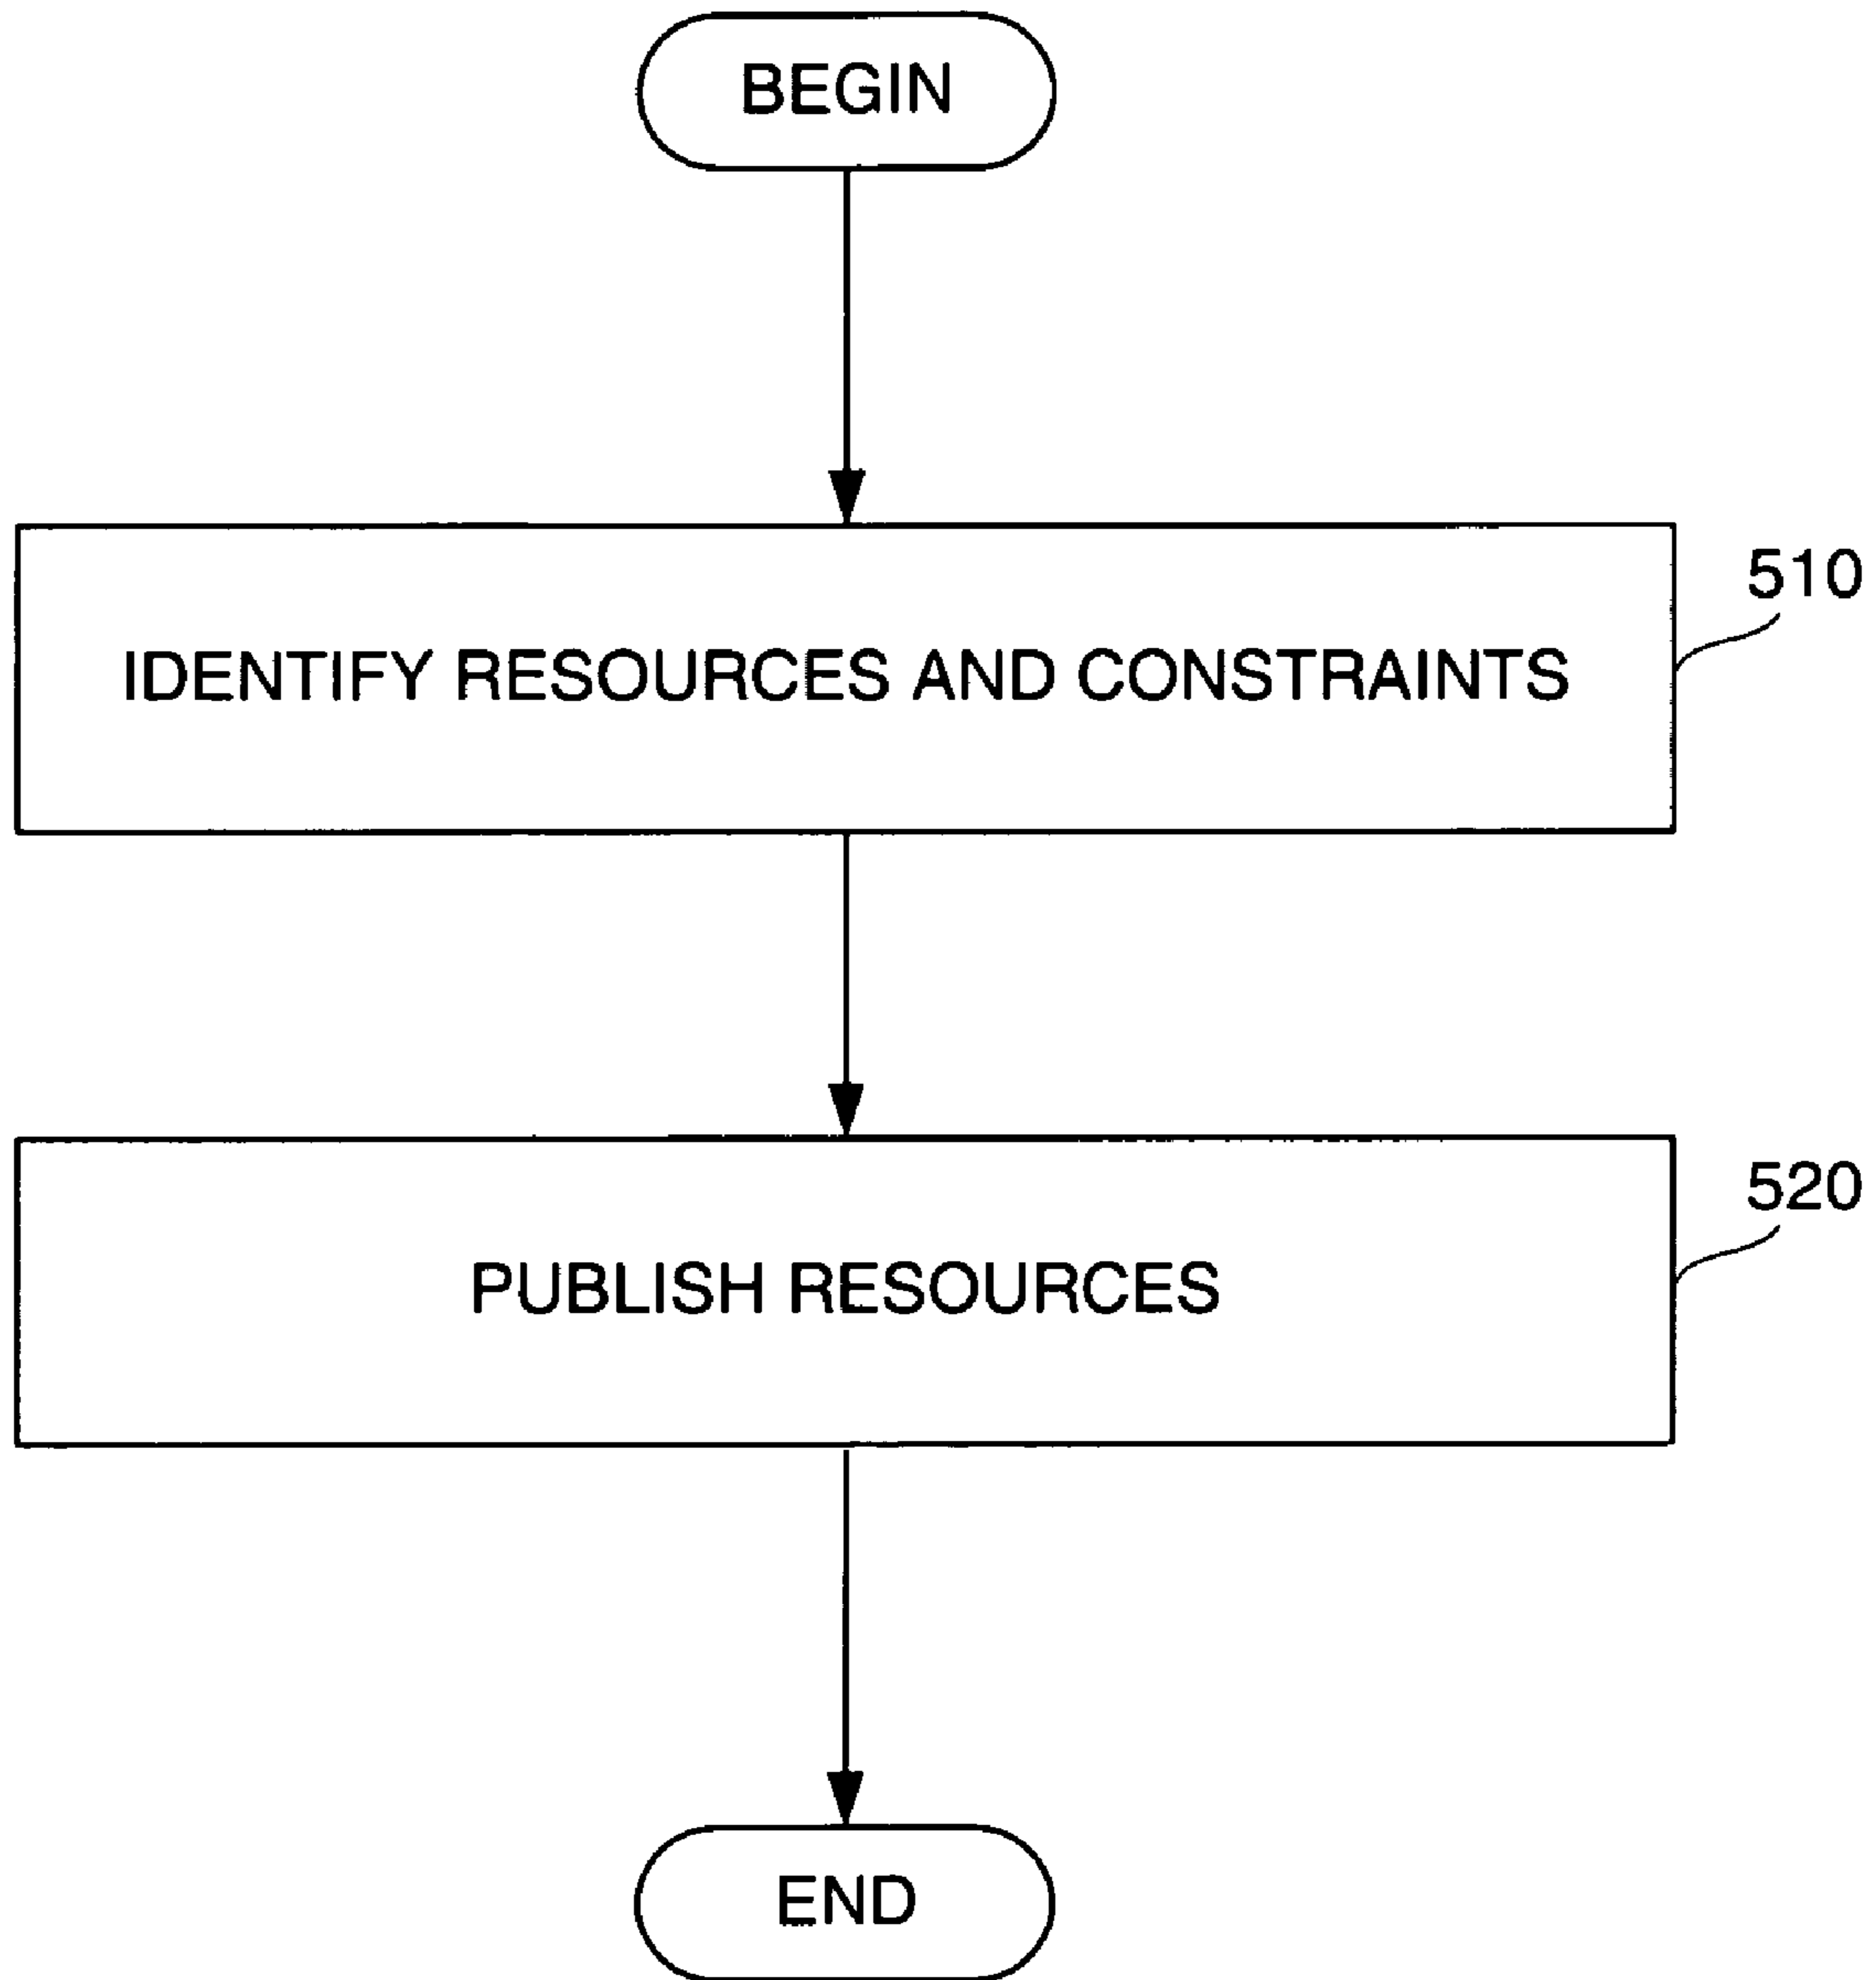 BEGIN
510
IDENTIFY RESOURCES AND CONSTRAINTS
520
PUBLISH RESOURCES
END